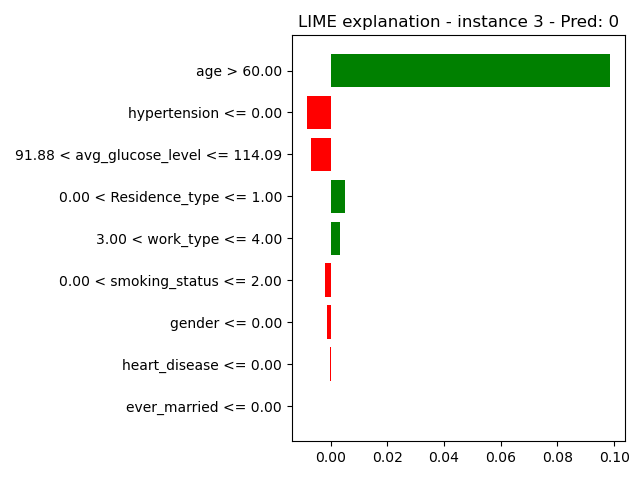 LIME explanation - instance 3 - Pred: 0
age > 60.00
hypertension <= 0.00
91.88 < avg_glucose_level <= 114.09
0.00 < Residence_type <= 1.00
3.00 < work_type <= 4.00
0.00 < smoking_status <= 2.00
gender <= 0.00
heart_disease <= 0.00
ever_married <= 0.00
0.00 0.02 0.04 0.06 0.08 0.10